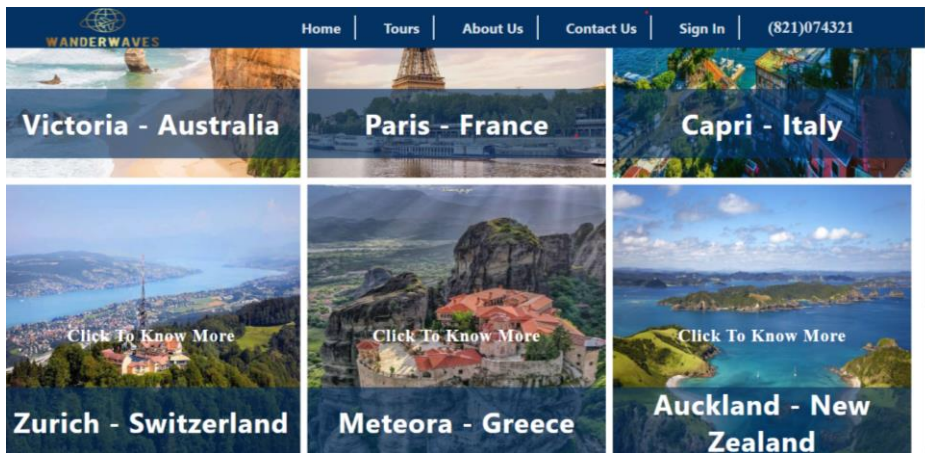 WANDERWAVES
Home Tours About Us Contact Us Sign In (821)074321
Victoria - Australia
Paris - France
Capri - Italy
Click To Know More
Click To Know More
Click To Know More
Zurich - Switzerland
Meteora - Greece
Auckland - New
Zealand